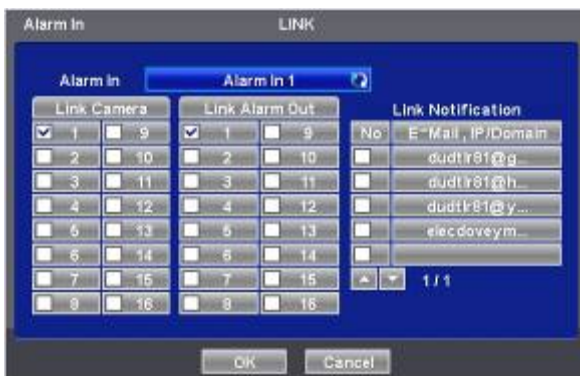 Alarm In LINK
Alarm In Alarm In 1
Link Camera Link Alarm Out Link Notification
1 9 1 9 No E-Mail , IP/Domain
2 10 2 10 dudtlr81@g...
3 11 3 11 dudtlr81@h...
4 12 4 12 dudtlr81@y...
5 13 5 13 elecdoveym...
6 14 6 14
7 15 7 15 1 / 1
8 16 8 16
OK Cancel